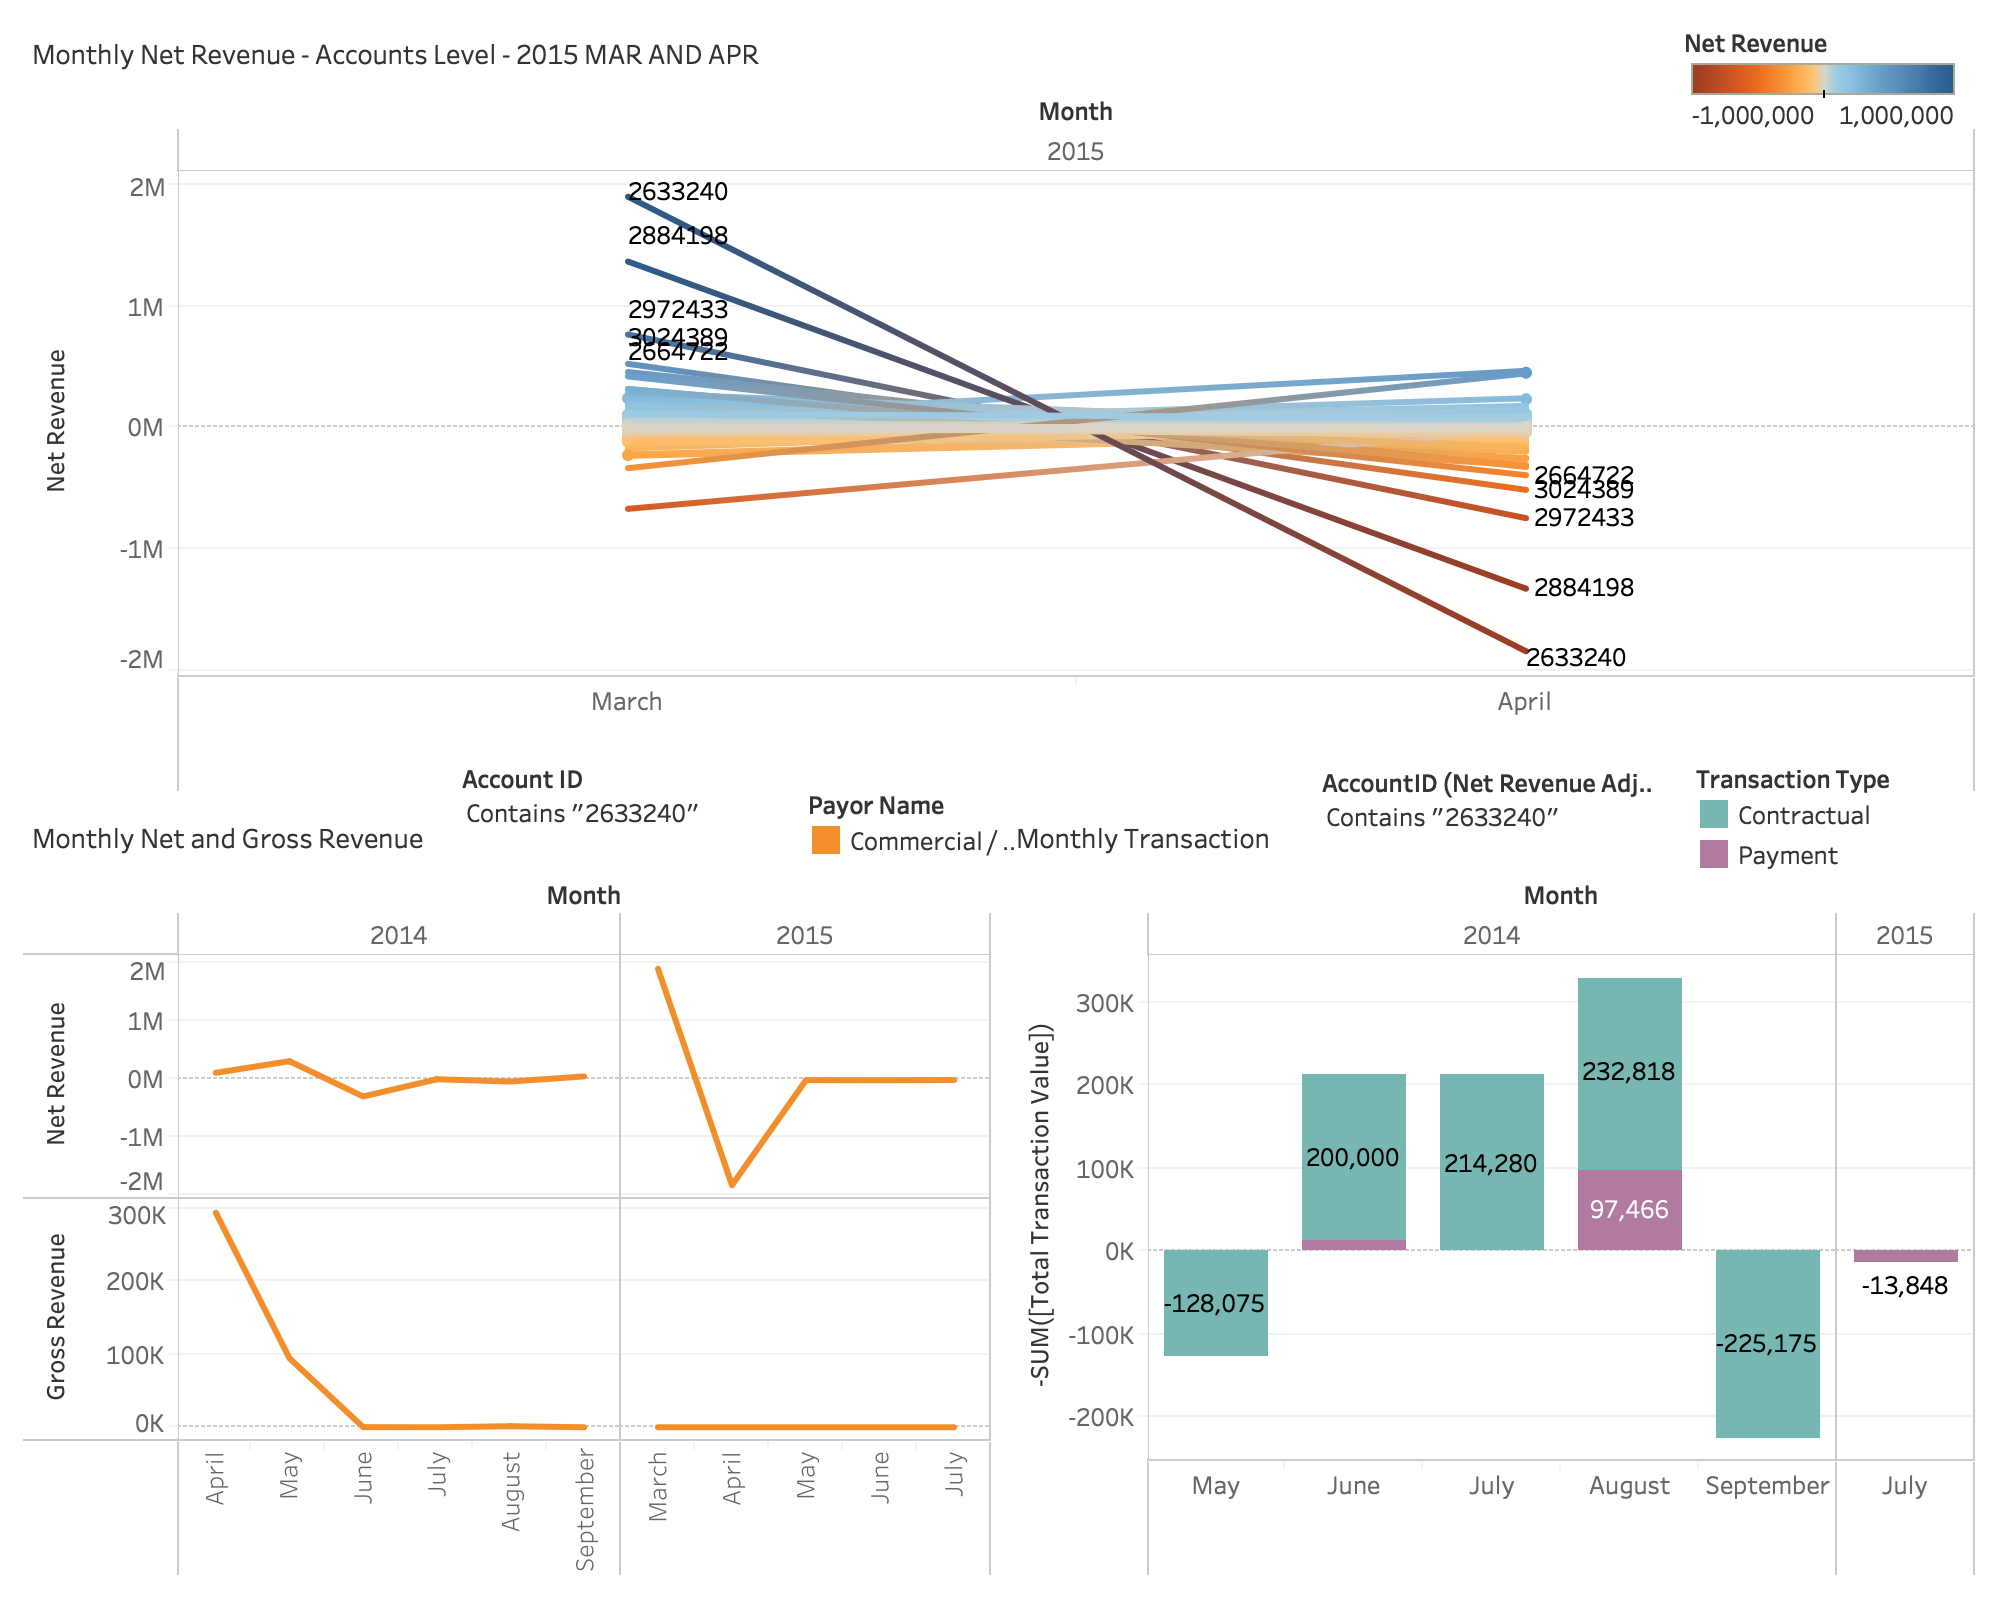 Monthly Net Revenue - Accounts Level - 2015 MAR AND APR
Net Revenue
-1,000,000 1,000,000
Month
2015
Net Revenue
2M
1M
0M
-1M
-2M
2633240
2884198
2972433
3024389
2664722
2664722
3024389
2972433
2884198
2633240
March
April
Account ID
Contains "2633240"
Monthly Net and Gross Revenue
Payor Name
Commercial / ..
Monthly Transaction
AccountID (Net Revenue Adj..
Contains "2633240"
Transaction Type
Contractual
Payment
Month
2014 2015
Net Revenue
2M
1M
0M
-1M
-2M
Gross Revenue
300K
200K
100K
0K
April
May
June
July
August
September
March
April
May
June
July
Month
2014 2015
-SUM([Total Transaction Value])
300K
200K
100K
0K
-100K
-200K
-128,075
200,000
214,280
232,818
97,466
-225,175
-13,848
May
June
July
August
September
July